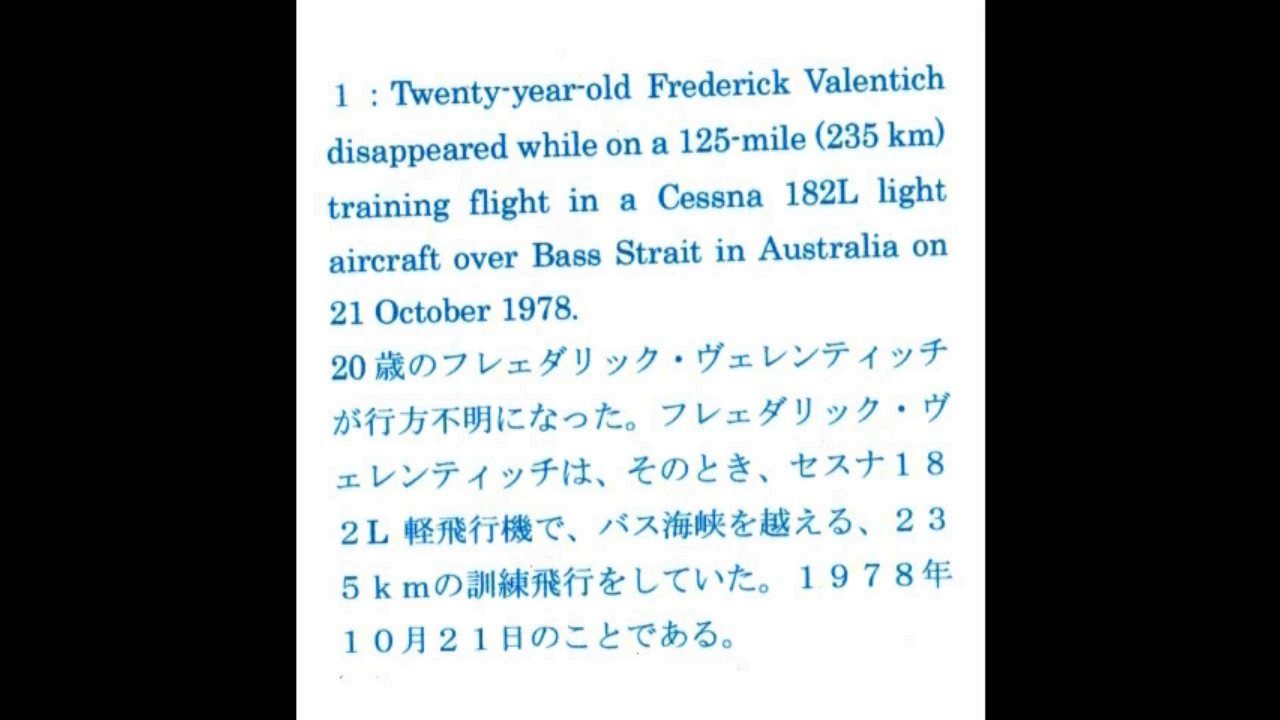 1 : Twenty-year-old Frederick Valentich
disappeared while on a 125-mile (235 km)
training flight in a Cessna 182L light
aircraft over Bass Strait in Australia on
21 October 1978.
20歳のフレェダリック・ヴェレンティッチ
が行方不明になった。フレェダリック・ヴ
ェレンティッチは、そのとき、セスナ１８
２L 軽飛行機で、バス海峡を越える、２３
５ｋｍの訓練飛行をしていた。１９７８年
１０月２１日のことである。